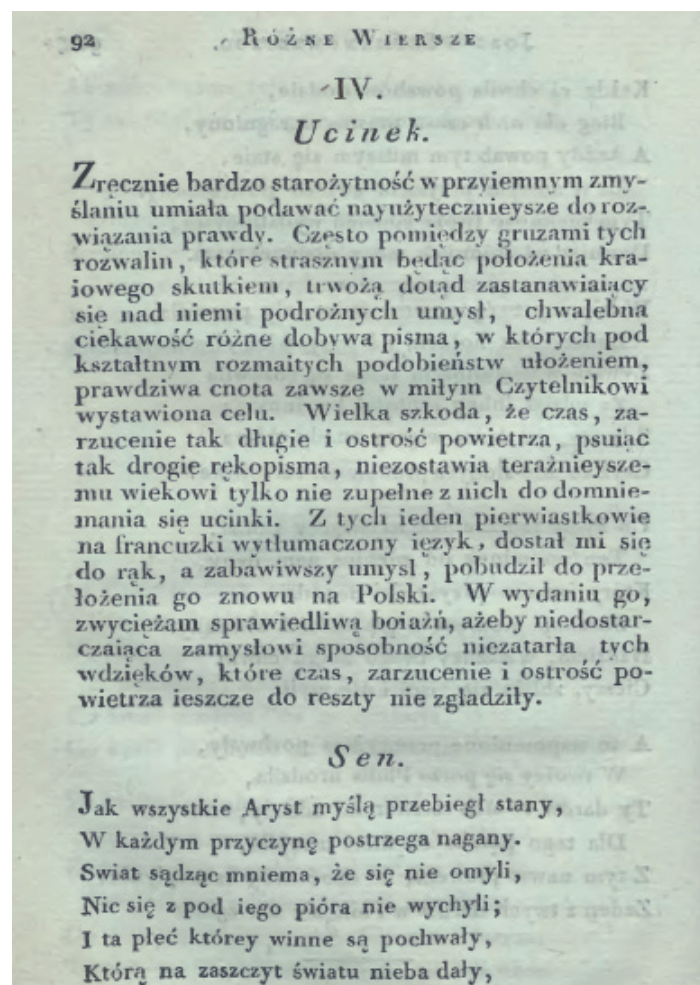 92 RÓŻNE WIERSZE
IV.
Ucinek.
Zręcznie bardzo starożytność w przyiemnym zmy-
ślaniu umiała podawać nayużytecznieysze do roz-
wiązania prawdy. Często pomiędzy gruzami tych
rozwalin, które strasznym będąc położenia kra-
iowego skutkiem, trwożą dotąd zastanawiaiący
się nad niemi podrożnych umysł, chwalebna
ciekawość różne dobywa pisma, w których pod
kształtnym rozmaitych podobieństw ułożeniem,
prawdziwa cnota zawsze w miłym Czytelnikowi
wystawiona celu. Wielka szkoda, że czas, za-
rzucenie tak długie i ostrość powietrza, psuiąc
tak drogie rękopisma, niezostawia teraźnieysze-
mu wiekowi tylko nie zupełne z nich do domnie-
mania się ucinki. Z tych ieden pierwiastkowie
na francuzki wytłumaczony ięzyk, dostał mi się
do rąk, a zabawiwszy umysł, pobudził do prze-
łożenia go znowu na Polski. W wydaniu go,
zwyciężam sprawiedliwą boiaźń, ażeby niedostar-
czaiąca zamysłowi sposobność niezatarła tych
wdzięków, które czas, zarzucenie i ostrość po-
wietrza ieszcze do reszty nie zgładziły.
Sen.
Jak wszystkie Aryst myślą przebiegł stany,
W każdym przyczynę postrzega nagany.
Swiat sądząc mniema, że się nie omyli,
Nic się z pod iego pióra nie wychyli;
I ta płeć którey winne są pochwały,
Którą na zaszczyt światu nieba dały,